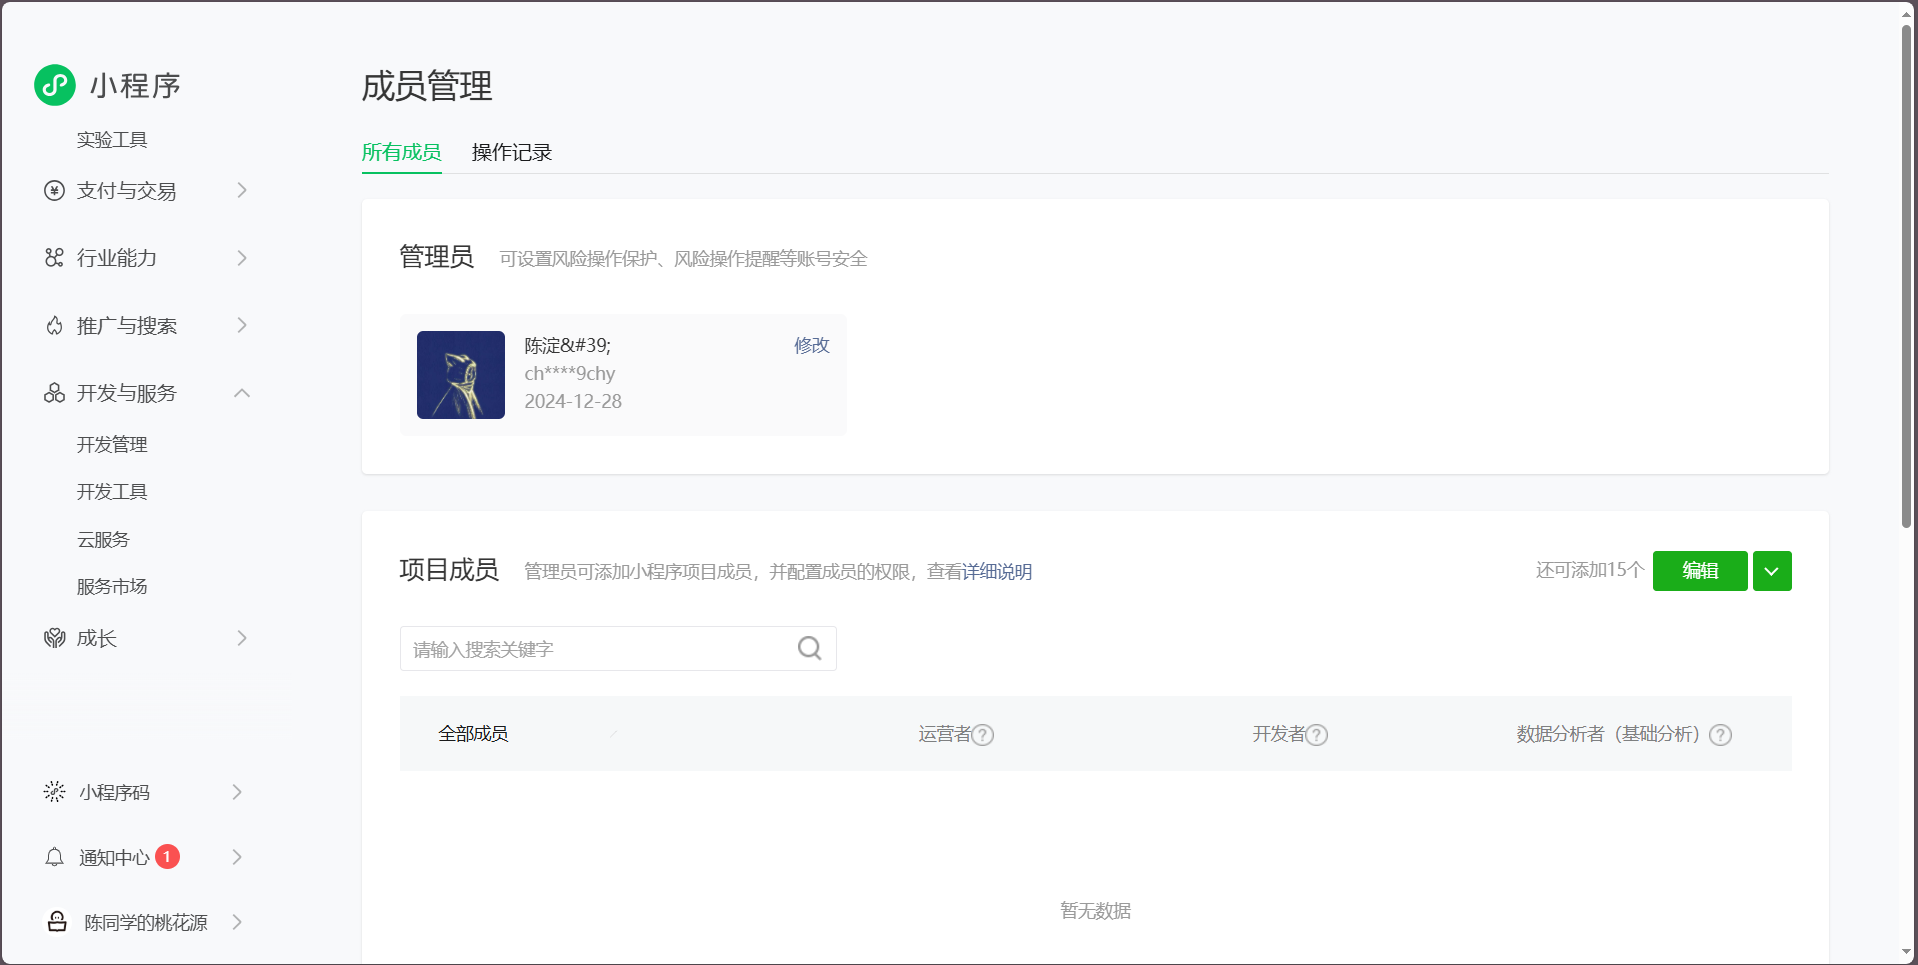 小程序
实验工具
支付与交易
行业能力
推广与搜索
开发与服务
开发管理
开发工具
云服务
服务市场
成长
小程序码
通知中心 1
陈同学的桃花源
成员管理
所有成员 操作记录
管理员 可设置风险操作保护、风险操作提醒等账号安全
陈淀&#39; 修改
ch****9chy
2024-12-28
项目成员 管理员可添加小程序项目成员，并配置成员的权限，查看详细说明 还可添加15个 编辑
请输入搜索关键字
全部成员 运营者? 开发者? 数据分析者（基础分析）?
暂无数据